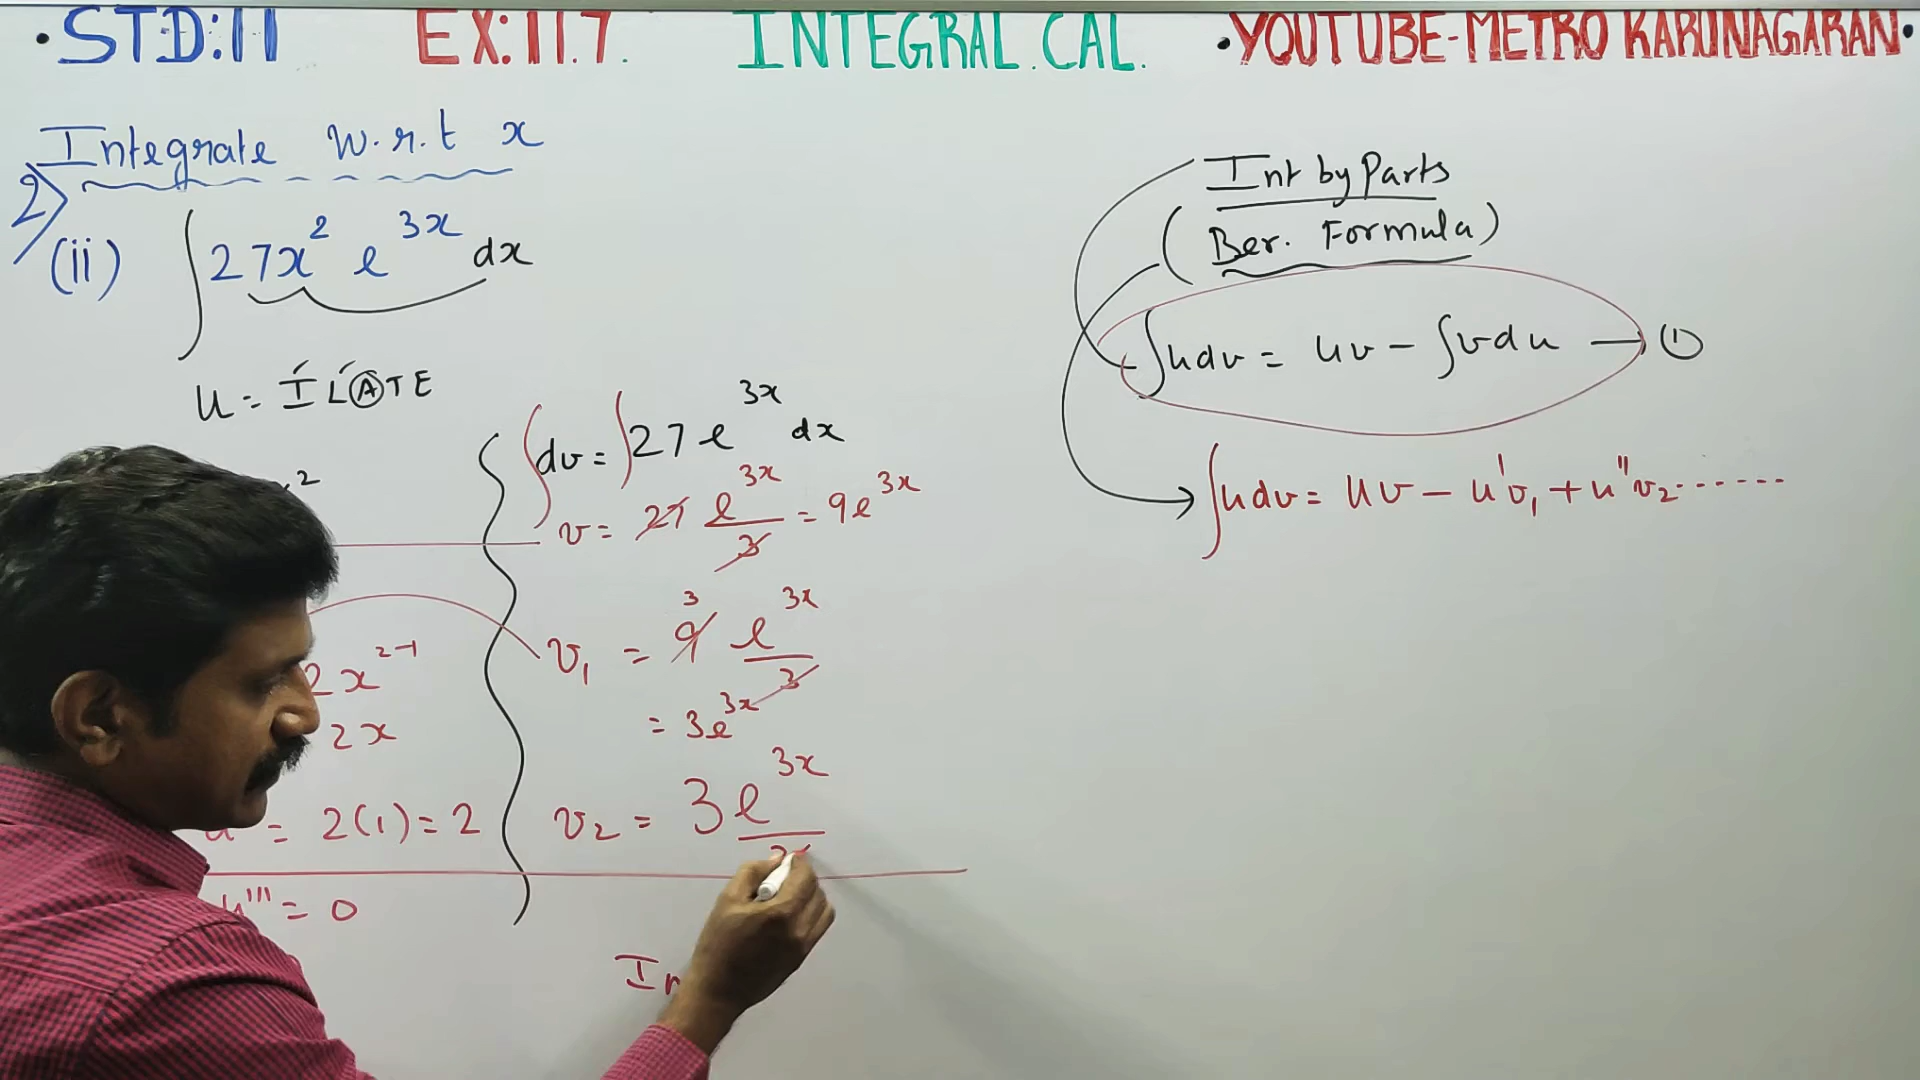 • STD:11 EX:11.7. INTEGRAL.CAL. • YOUTUBE-METRO KARUNAGARAN •
Integrate w.r.t x
2)
(ii) ∫ 27x² e^{3x} dx
u = ILATE
2
2x^{2-1}
2x
= 2(1) = 2
u''' = 0
∫dv = ∫27 e^{3x} dx
v = 27 e^{3x}/3 = 9e^{3x}
v₁ = 9 e^{3x}/3
3
= 3e^{3x}
v₂ = 3e^{3x}/3
In
Int by Parts
(Ber. Formula)
∫udv = uv - ∫vdu → ①
∫udv = uv - u'v₁ + u''v₂ ......